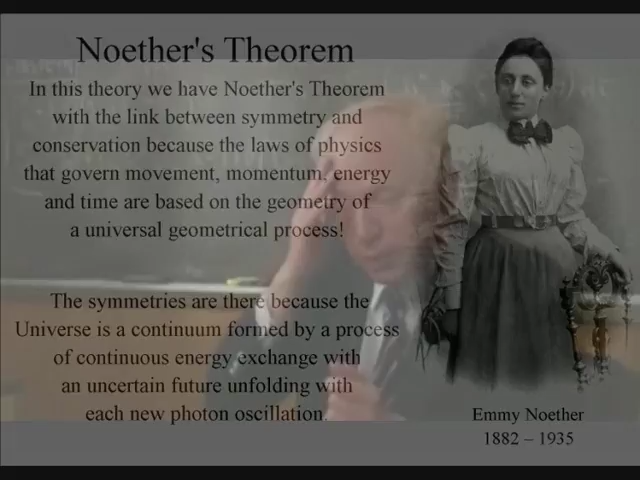 Noether's Theorem
In this theory we have Noether's Theorem
with the link between symmetry and
conservation because the laws of physics
that govern movement, momentum, energy
and time are based on the geometry of
a universal geometrical process!
The symmetries are there because the
Universe is a continuum formed by a process
of continuous energy exchange with
an uncertain future unfolding with
each new photon oscillation.
Emmy Noether
1882 – 1935